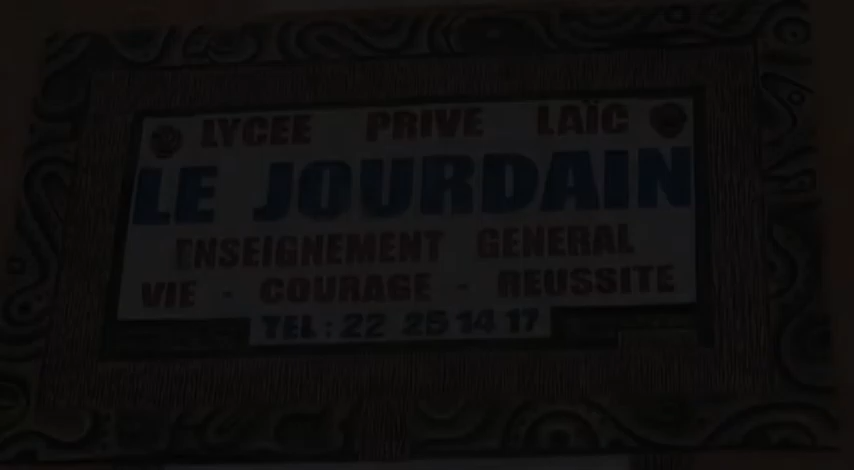 LYCEE PRIVE LAÏC
LE JOURDAIN
ENSEIGNEMENT GENERAL
VIE - COURAGE - REUSSITE
TEL : 22 25 14 17